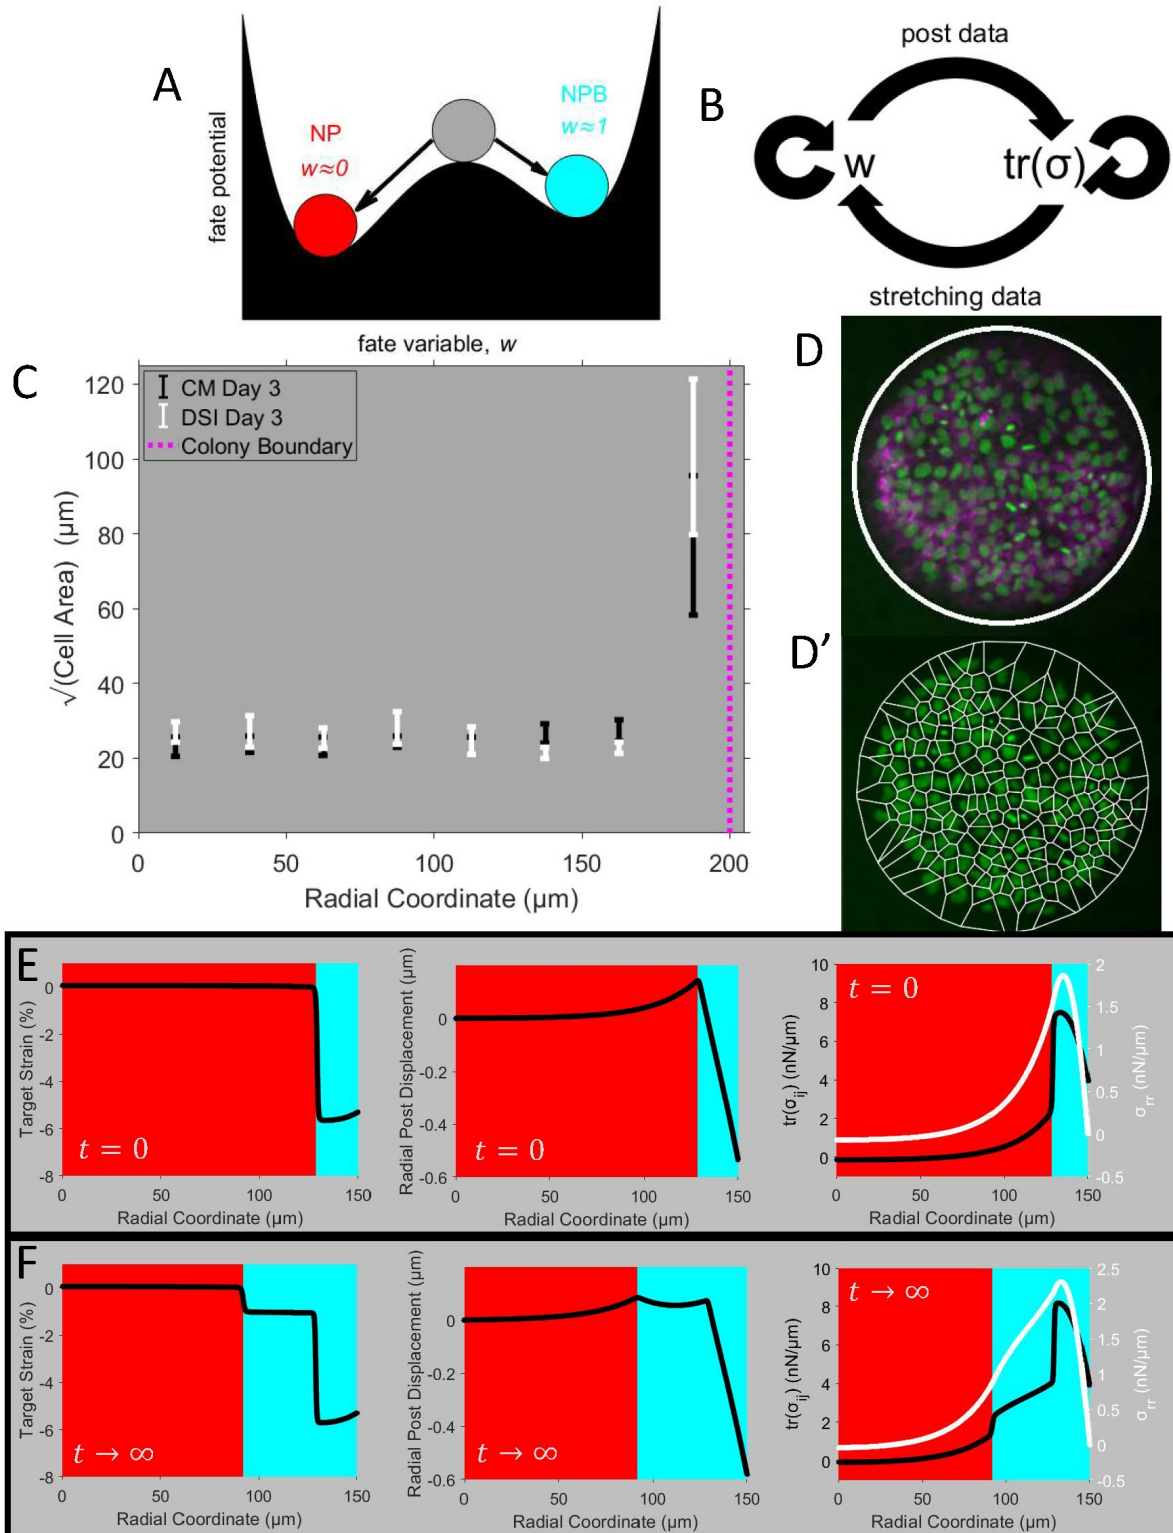 A
fate potential
NP
w≈0
NPB
w≈1
fate variable, w
B
post data
w
tr(σ)
stretching data
C
CM Day 3
DSI Day 3
Colony Boundary
√(Cell Area) (μm)
120
100
80
60
40
20
0
0 50 100 150 200
Radial Coordinate (μm)
D
D'
E
Target Strain (%)
0
-2
-4
-6
-8
t = 0
0 50 100 150
Radial Coordinate (μm)
Radial Post Displacement (μm)
0
-0.2
-0.4
-0.6
t = 0
0 50 100 150
Radial Coordinate (μm)
tr(σij) (nN/μm)
10
8
6
4
2
0
t = 0
2
1.5
1
0.5
0
-0.5
σrr (nN/μm)
0 50 100 150
Radial Coordinate (μm)
F
Target Strain (%)
0
-2
-4
-6
-8
t → ∞
0 50 100 150
Radial Coordinate (μm)
Radial Post Displacement (μm)
0
-0.2
-0.4
-0.6
t → ∞
0 50 100 150
Radial Coordinate (μm)
tr(σij) (nN/μm)
10
8
6
4
2
0
t → ∞
2.5
2
1.5
1
0.5
0
-0.5
σrr (nN/μm)
0 50 100 150
Radial Coordinate (μm)